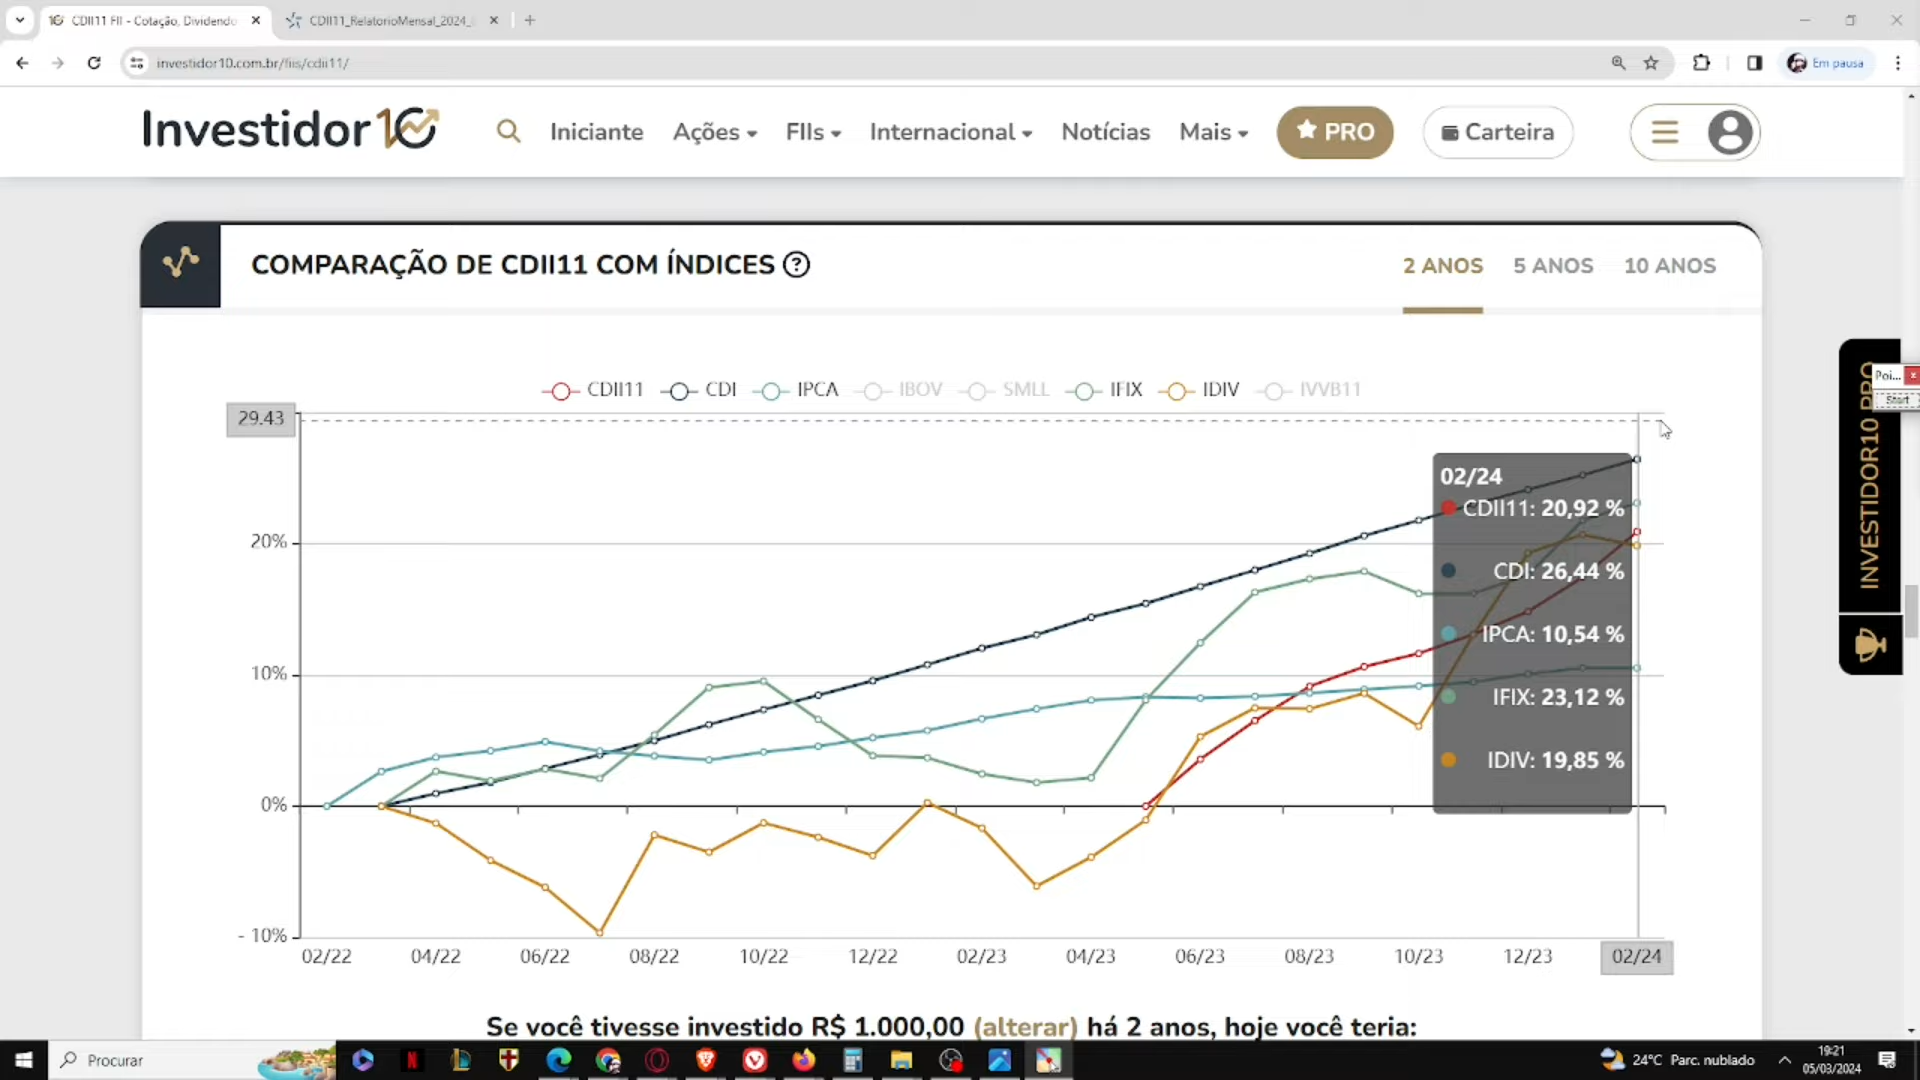 CDII11 FII - Cotação, Dividendo
CDII11_RelatorioMensal_2024_
investidor10.com.br/fiis/cdii11/
Em pausa
Investidor 10
Iniciante
Ações
FIIs
Internacional
Notícias
Mais
PRO
Carteira
COMPARAÇÃO DE CDII11 COM ÍNDICES ?
2 ANOS
5 ANOS
10 ANOS
CDII11
CDI
IPCA
IBOV
SMLL
IFIX
IDIV
IVVB11
29.43
20%
10%
0%
- 10%
02/24
CDII11: 20,92 %
CDI: 26,44 %
IPCA: 10,54 %
IFIX: 23,12 %
IDIV: 19,85 %
02/22
04/22
06/22
08/22
10/22
12/22
02/23
04/23
06/23
08/23
10/23
12/23
02/24
INVESTIDOR10 PRO
Poi...
Start
Se você tivesse investido R$ 1.000,00 (alterar) há 2 anos, hoje você teria:
Procurar
24°C Parc. nublado
19:21
05/03/2024